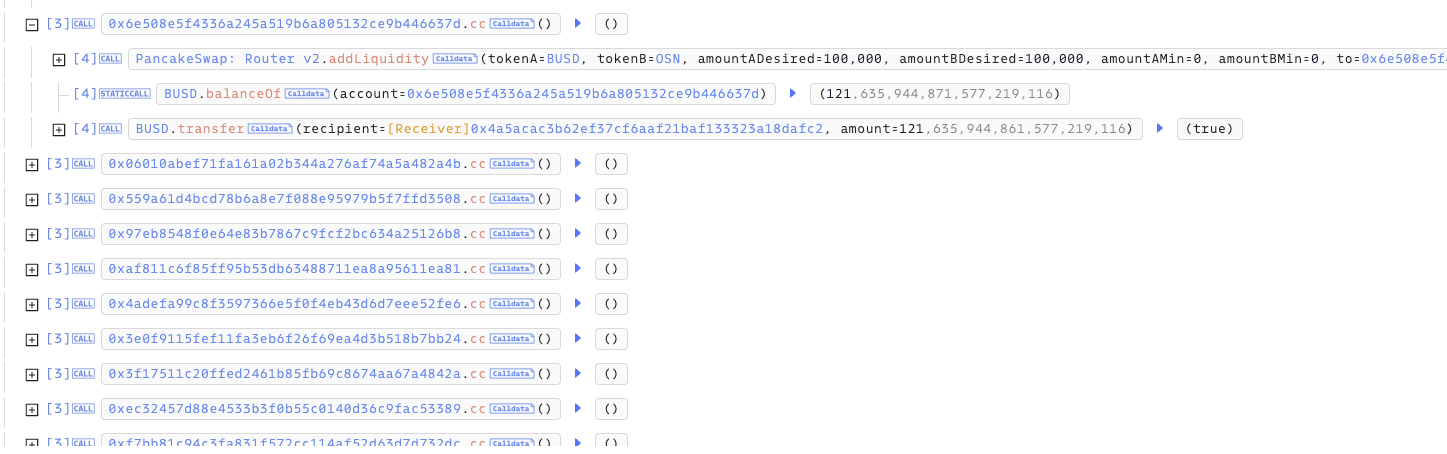 [3]CALL 0x6e508e5f4336a245a519b6a805132ce9b446637d.cc Calldata () ()
[4]CALL PancakeSwap: Router v2.addLiquidity Calldata (tokenA=BUSD, tokenB=OSN, amountADesired=100,000, amountBDesired=100,000, amountAMin=0, amountBMin=0, to=0x6e508e5f4
[4]STATICCALL BUSD.balanceOf Calldata (account=0x6e508e5f4336a245a519b6a805132ce9b446637d) (121,635,944,871,577,219,116)
[4]CALL BUSD.transfer Calldata (recipient=[Receiver]0x4a5acac3b62ef37cf6aaf21baf133323a18dafc2, amount=121,635,944,861,577,219,116) (true)
[3]CALL 0x06010abef71fa161a02b344a276af74a5a482a4b.cc Calldata () ()
[3]CALL 0x559a61d4bcd78b6a8e7f088e95979b5f7ffd3508.cc Calldata () ()
[3]CALL 0x97eb8548f0e64e83b7867c9fcf2bc634a25126b8.cc Calldata () ()
[3]CALL 0xaf811c6f85ff95b53db63488711ea8a95611ea81.cc Calldata () ()
[3]CALL 0x4adefa99c8f3597366e5f0f4eb43d6d7eee52fe6.cc Calldata () ()
[3]CALL 0x3e0f9115fef11fa3eb6f26f69ea4d3b518b7bb24.cc Calldata () ()
[3]CALL 0x3f17511c20ffed2461b85fb69c8674aa67a4842a.cc Calldata () ()
[3]CALL 0xec32457d88e4533b3f0b55c0140d36c9fac53389.cc Calldata () ()
[3]CALL 0xf7bb81c94c3fa831f572cc114af52d63d7d732dc.cc Calldata () ()